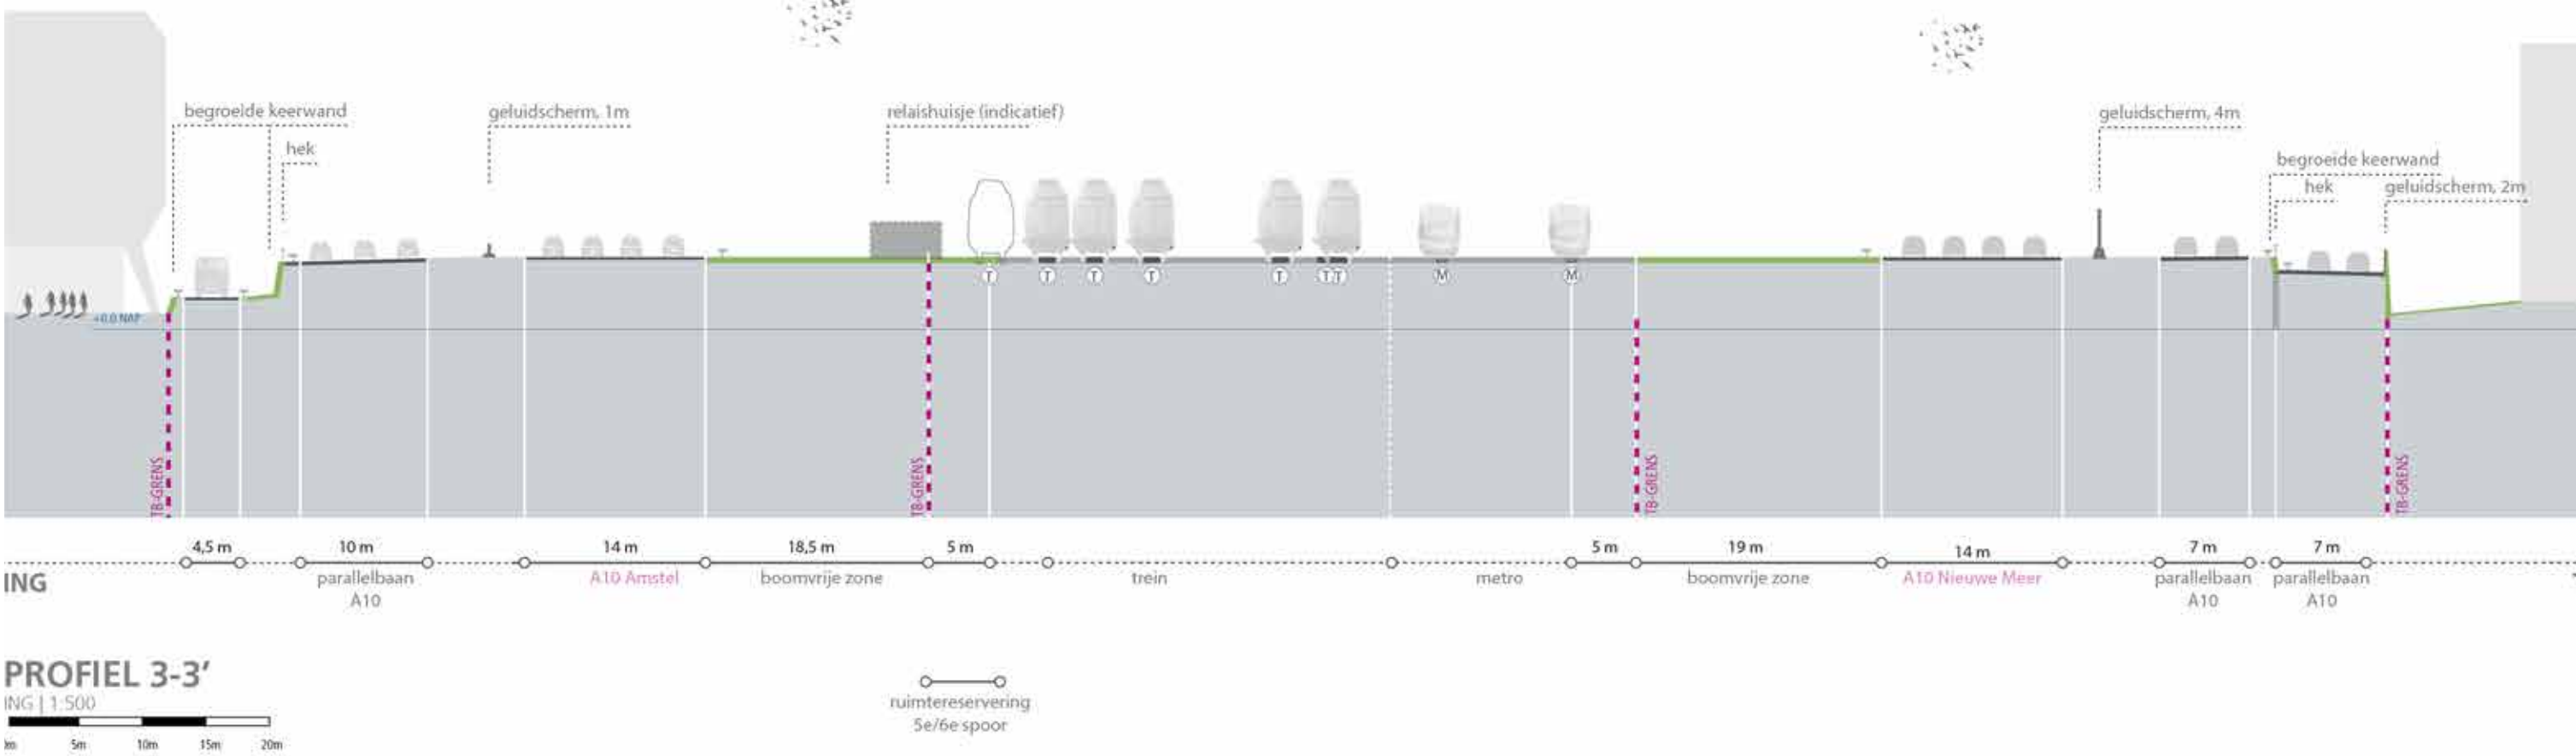 begroeide keerwand
hek
geluidscherm, 1m
relaishuisje (indicatief)
geluidscherm, 4m
begroeide keerwand
hek
geluidscherm, 2m
+0.0 NAP
T T T T T TT M M
TB-GRENS
TB-GRENS
TB-GRENS
TB-GRENS
4,5 m 10 m 14 m 18,5 m 5 m 5 m 19 m 14 m 7 m 7 m
ING
parallelbaan
A10
A10 Amstel
boomvrije zone
trein
metro
boomvrije zone
A10 Nieuwe Meer
parallelbaan
A10
parallelbaan
A10
PROFIEL 3-3'
ING | 1:500
0m 5m 10m 15m 20m
ruimtereservering
5e/6e spoor